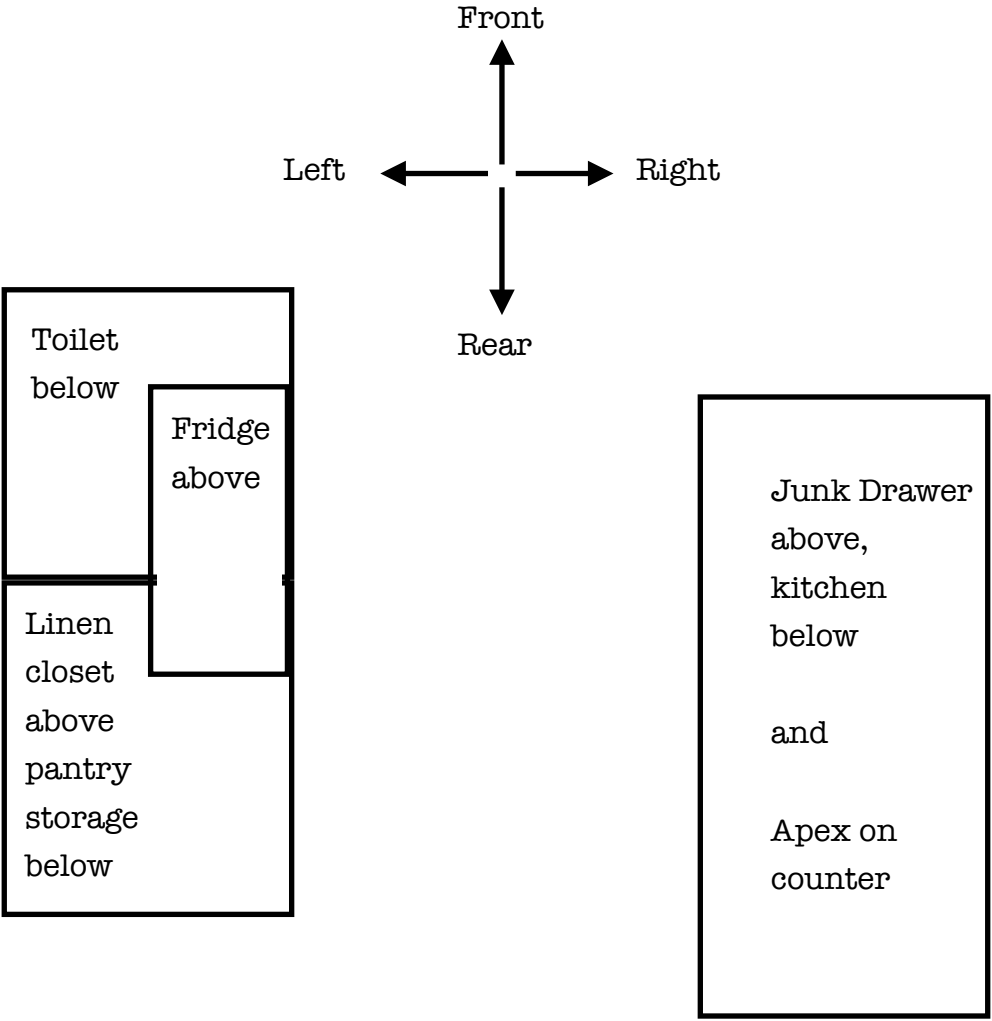 Front
Left
Right
Rear
Toilet
below
Fridge
above
Linen
closet
above
pantry
storage
below
Junk Drawer
above,
kitchen
below
and
Apex on
counter